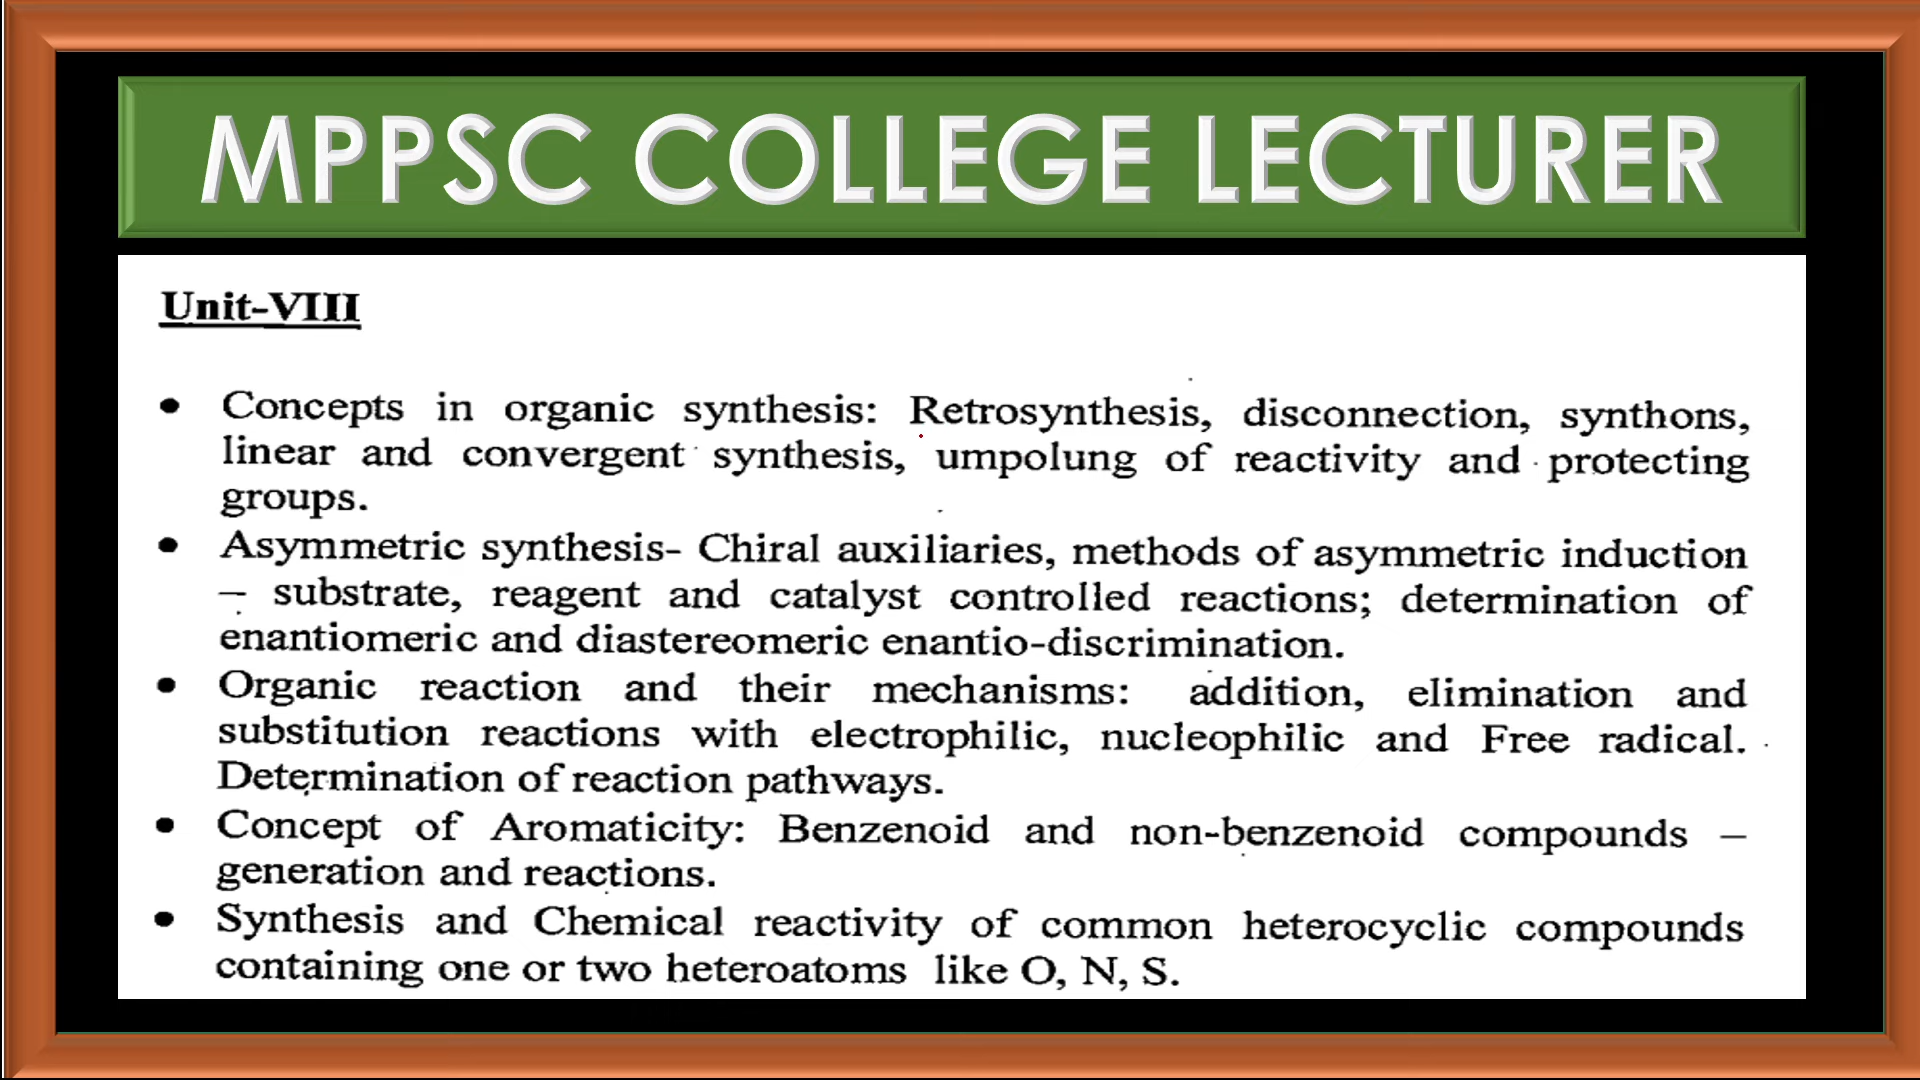 MPPSC COLLEGE LECTURER
Unit-VIII
• Concepts in organic synthesis: Retrosynthesis, disconnection, synthons,
linear and convergent synthesis, umpolung of reactivity and protecting
groups.
• Asymmetric synthesis- Chiral auxiliaries, methods of asymmetric induction
– substrate, reagent and catalyst controlled reactions; determination of
enantiomeric and diastereomeric enantio-discrimination.
• Organic reaction and their mechanisms: addition, elimination and
substitution reactions with electrophilic, nucleophilic and Free radical.
Determination of reaction pathways.
• Concept of Aromaticity: Benzenoid and non-benzenoid compounds –
generation and reactions.
• Synthesis and Chemical reactivity of common heterocyclic compounds
containing one or two heteroatoms like O, N, S.